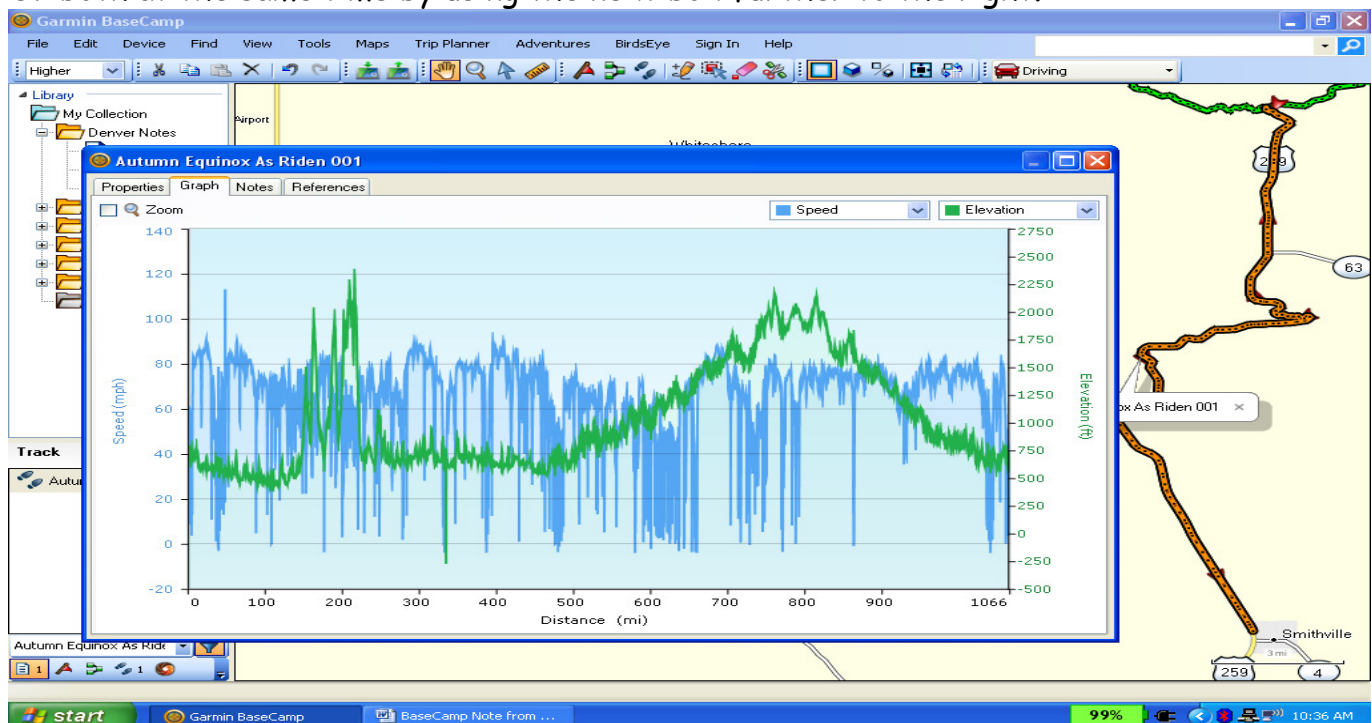 Garmin BaseCamp
File Edit Device Find View Tools Maps Trip Planner Adventures BirdsEye Sign In Help
Higher
Driving
Library
My Collection
Denver Notes
Airport
259
63
Autumn Equinox As Riden 001
Properties Graph Notes References
Zoom
Speed
Elevation
140
120
100
80
60
40
20
0
-20
Speed (mph)
2750
2500
2250
2000
1750
1500
1250
1000
750
500
250
0
-250
-500
Elevation (ft)
0 100 200 300 400 500 600 700 800 900 1066
Distance (mi)
ox As Riden 001
Track
Autu
Autumn Equinox As Ride
1
1
Smithville
3 mi
259
4
start
Garmin BaseCamp
BaseCamp Note from ...
99%
10:36 AM